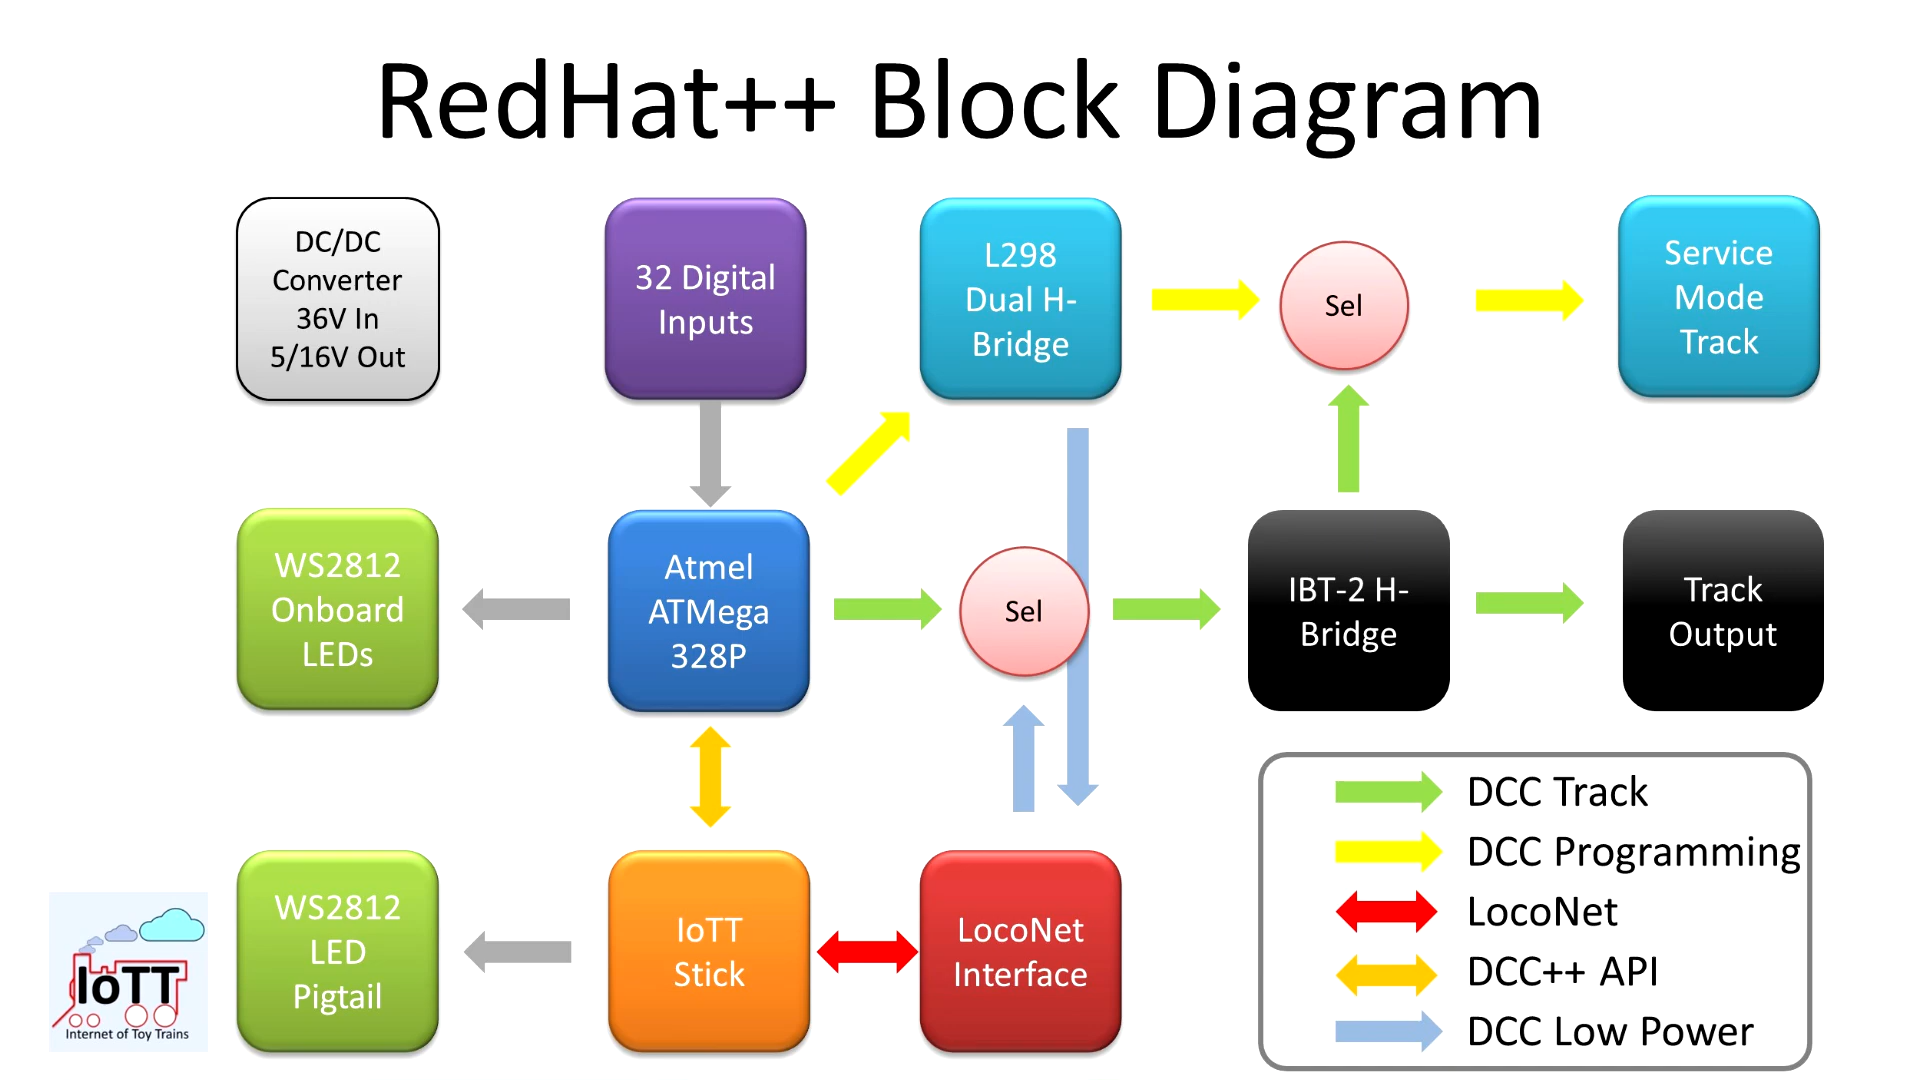 RedHat++ Block Diagram
DC/DC
Converter
36V In
5/16V Out
32 Digital
Inputs
L298
Dual H-
Bridge
Sel
Service
Mode
Track
WS2812
Onboard
LEDs
Atmel
ATMega
328P
Sel
IBT-2 H-
Bridge
Track
Output
WS2812
LED
Pigtail
IoTT
Stick
LocoNet
Interface
DCC Track
DCC Programming
LocoNet
DCC++ API
DCC Low Power
IoTT
Internet of Toy Trains